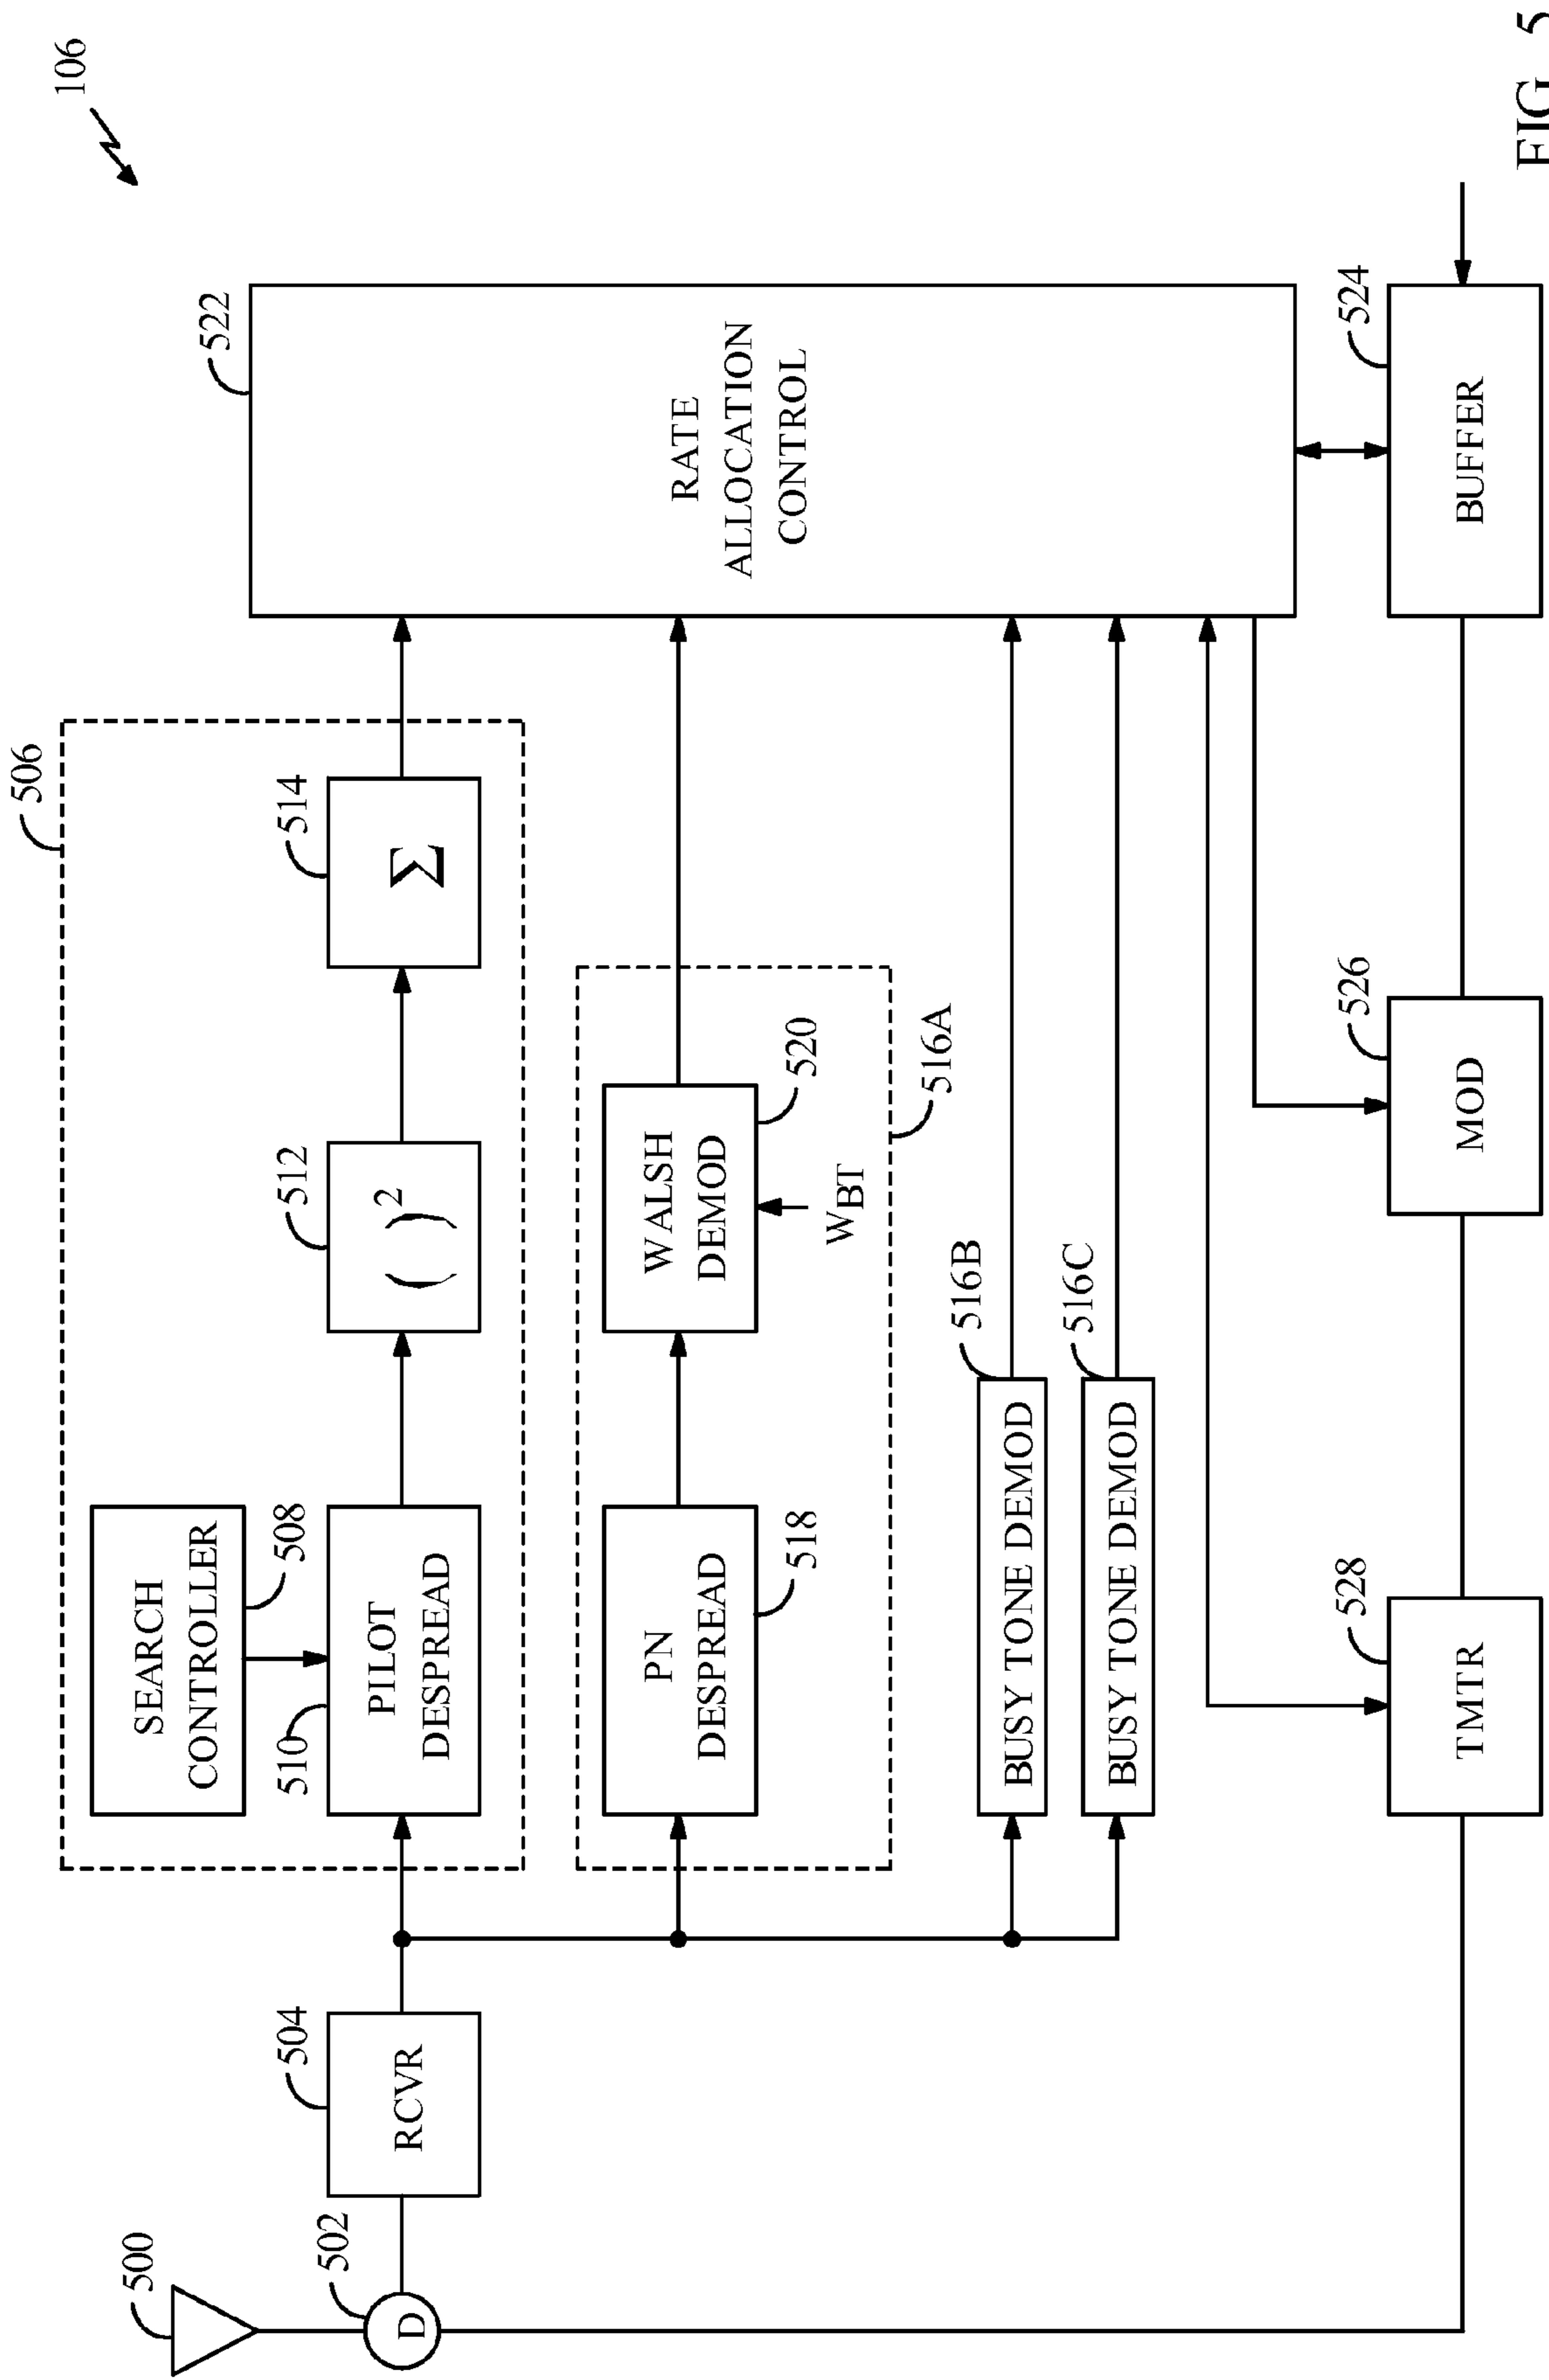 106
506
522
SEARCH
CONTROLLER
508
510
PILOT
DESPREAD
512
( )²
514
Σ
500
502
D
504
RCVR
RATE
ALLOCATION
CONTROL
PN
DESPREAD
518
WALSH
DEMOD
520
WBT
516A
BUSY TONE DEMOD
516B
BUSY TONE DEMOD
516C
528
TMTR
526
MOD
524
BUFFER
FIG. 5